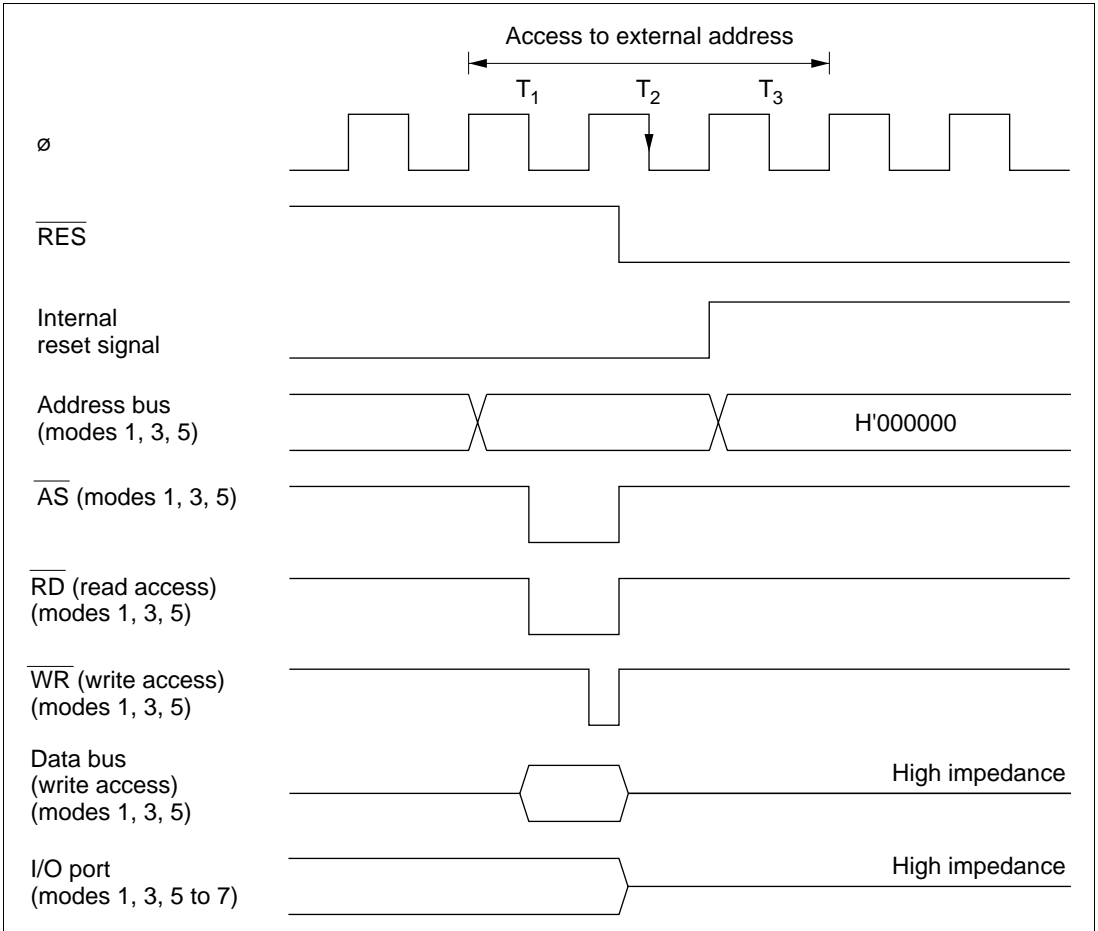 Access to external address
T1 T2 T3
ø
RES
Internal
reset signal
Address bus
(modes 1, 3, 5)
H'000000
AS (modes 1, 3, 5)
RD (read access)
(modes 1, 3, 5)
WR (write access)
(modes 1, 3, 5)
Data bus
(write access)
(modes 1, 3, 5)
High impedance
I/O port
(modes 1, 3, 5 to 7)
High impedance